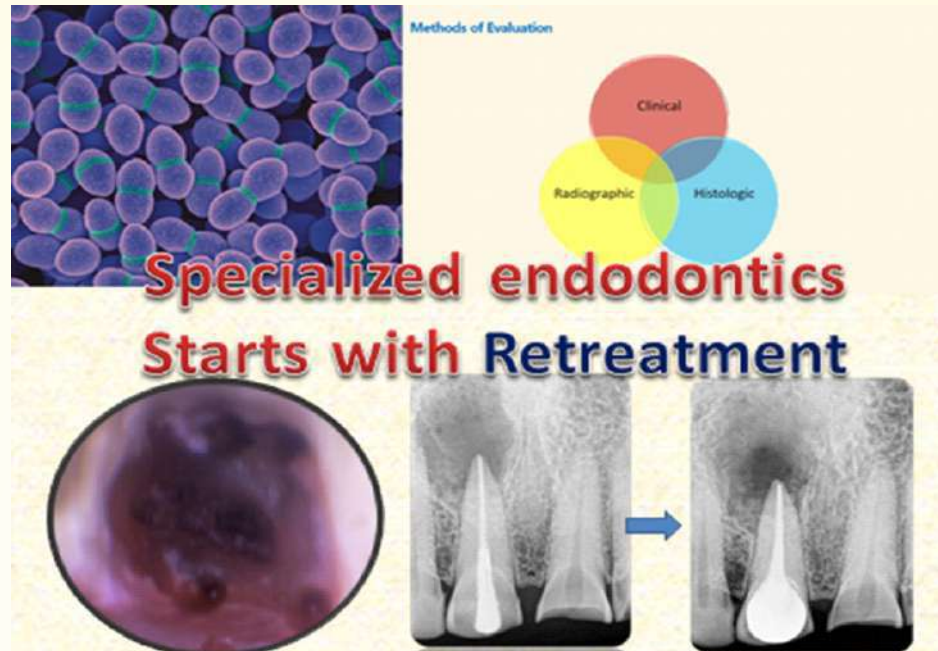 Methods of Evaluation
Clinical
Radiographic
Histologic
Specialized endodontics
Starts with Retreatment